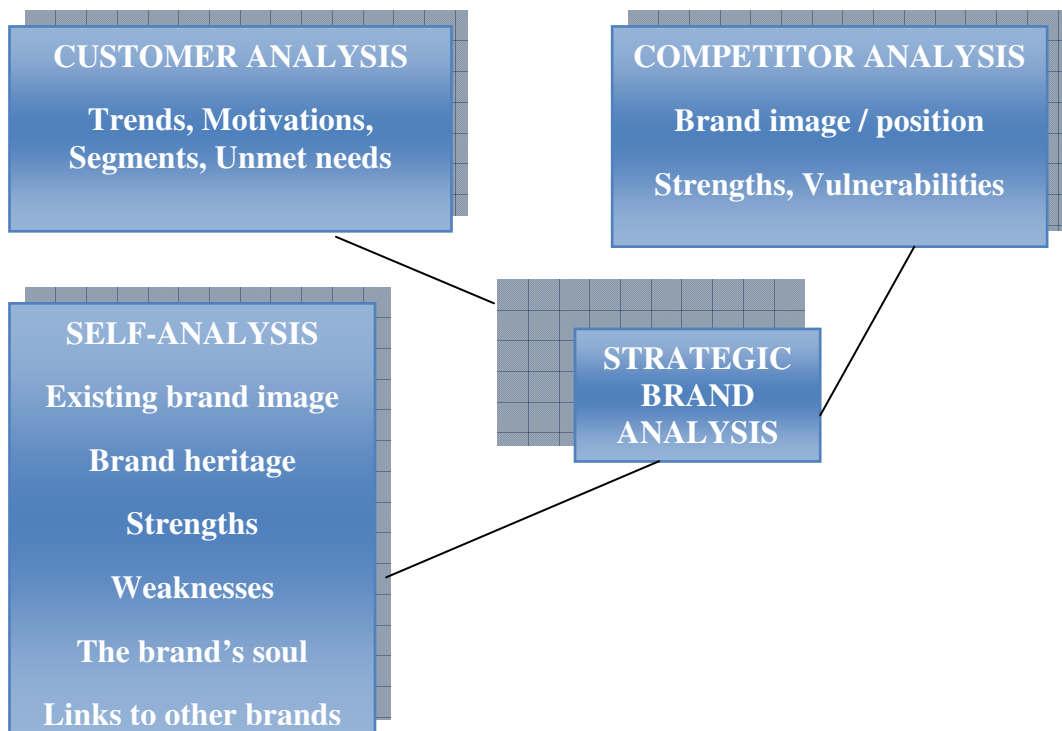 CUSTOMER ANALYSIS
Trends, Motivations,
Segments, Unmet needs
COMPETITOR ANALYSIS
Brand image / position
Strengths, Vulnerabilities
SELF-ANALYSIS
Existing brand image
Brand heritage
Strengths
Weaknesses
The brand’s soul
Links to other brands
STRATEGIC
BRAND
ANALYSIS